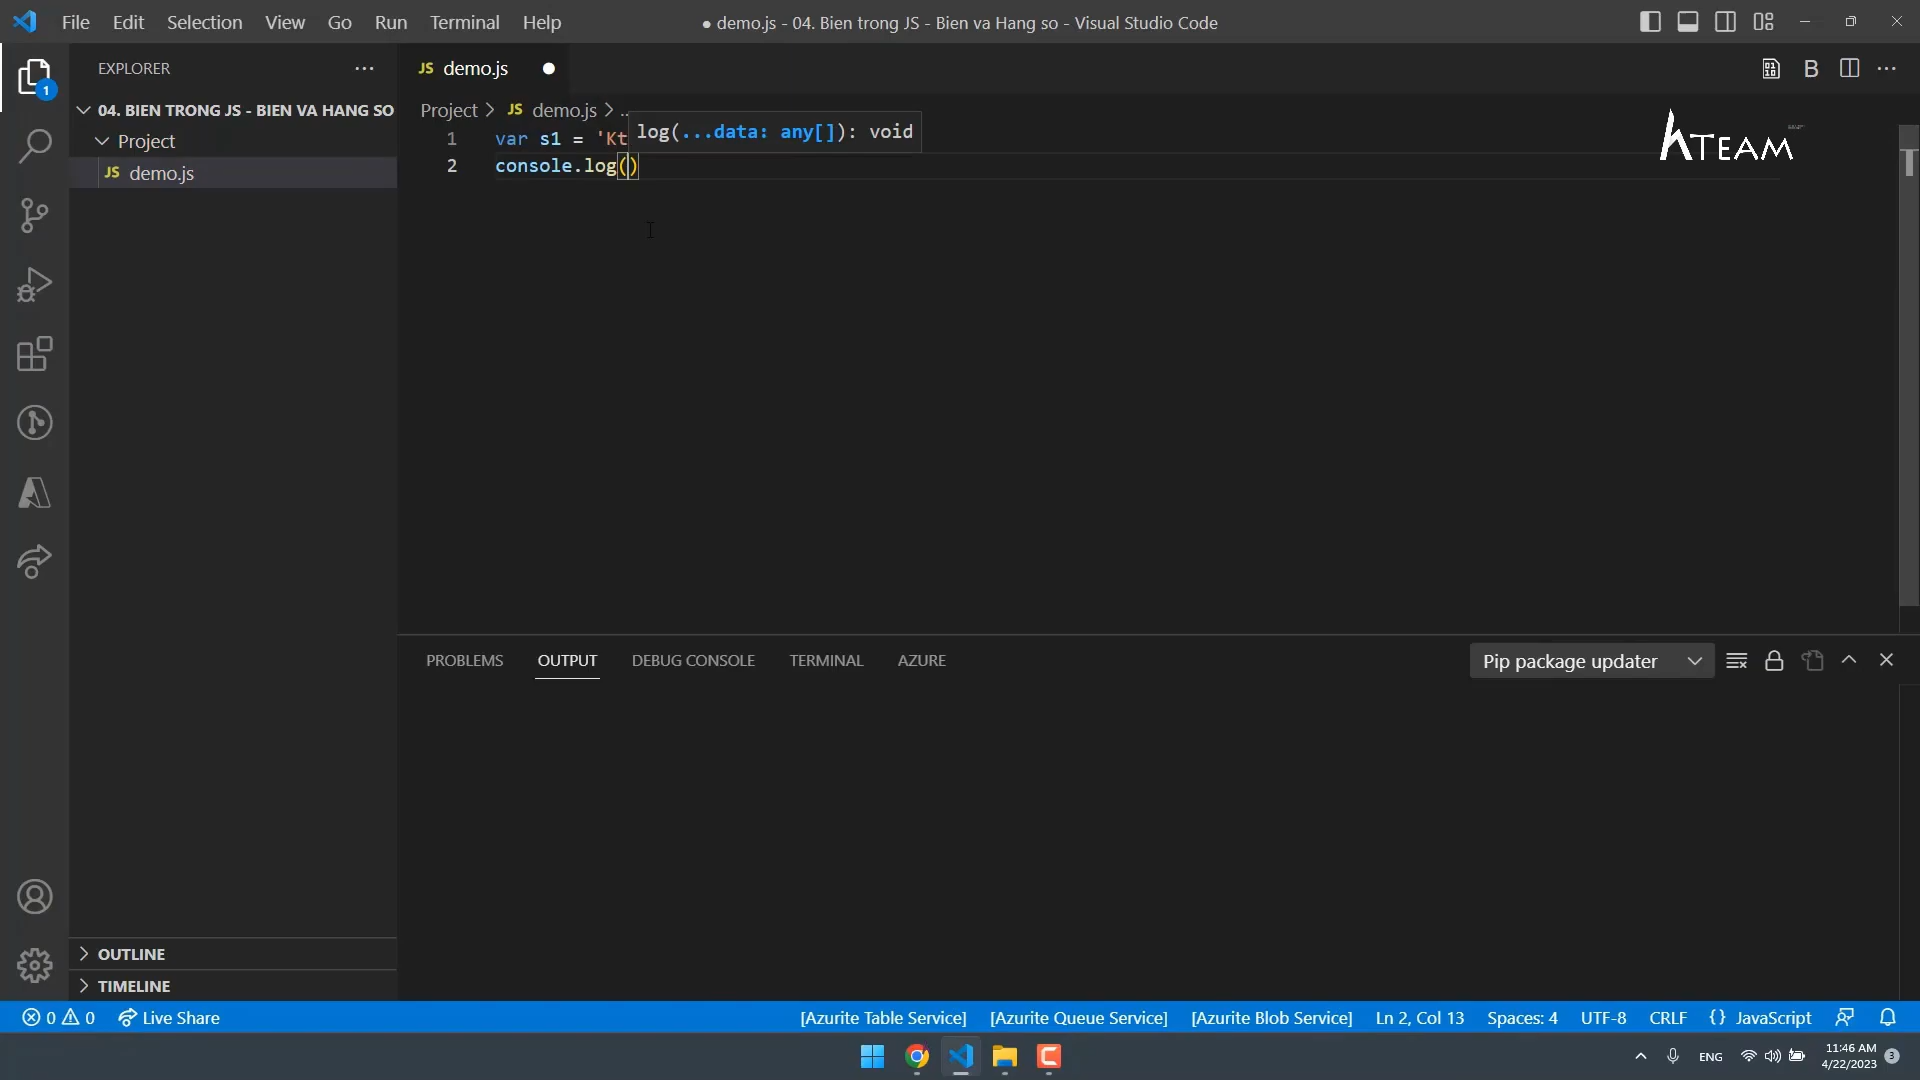 File Edit Selection View Go Run Terminal Help
● demo.js - 04. Bien trong JS - Bien va Hang so - Visual Studio Code
EXPLORER
JS demo.js
1
B
04. BIEN TRONG JS - BIEN VA HANG SO
Project > JS demo.js > ..
Project
JS demo.js
1 var s1 = 'Kt
log(...data: any[]): void
2 console.log()
KTEAM
PROBLEMS OUTPUT DEBUG CONSOLE TERMINAL AZURE
Pip package updater
OUTLINE
TIMELINE
0 0 Live Share
[Azurite Table Service] [Azurite Queue Service] [Azurite Blob Service] Ln 2, Col 13 Spaces: 4 UTF-8 CRLF {} JavaScript
ENG
11:46 AM
4/22/2023
3